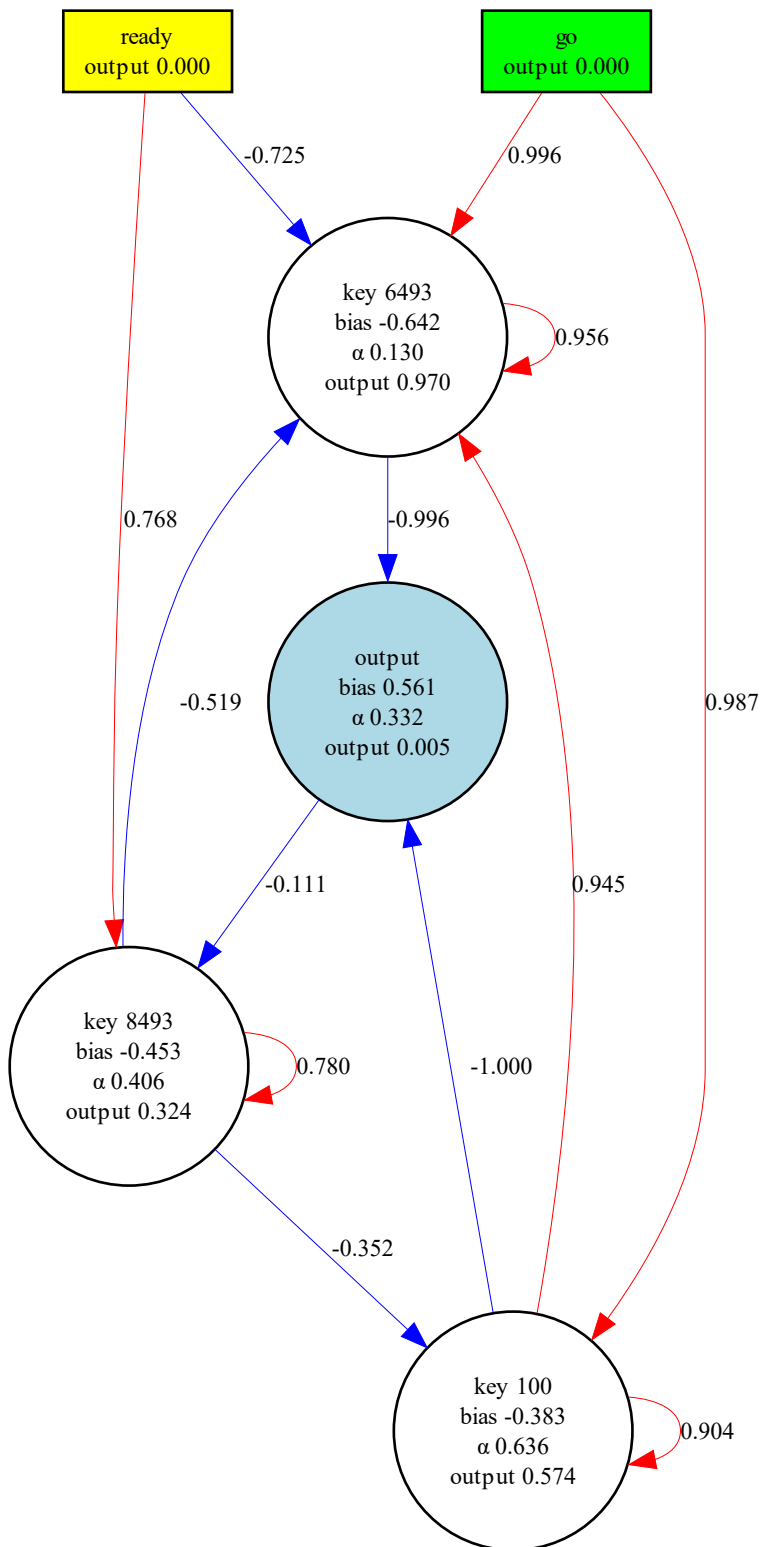 ready
output 0.000
go
output 0.000
-0.725
0.996
key 6493
bias -0.642
α 0.130
output 0.970
0.956
0.768
-0.996
-0.519
output
bias 0.561
α 0.332
output 0.005
0.987
-0.111
0.945
key 8493
bias -0.453
α 0.406
output 0.324
0.780
-1.000
-0.352
key 100
bias -0.383
α 0.636
output 0.574
0.904